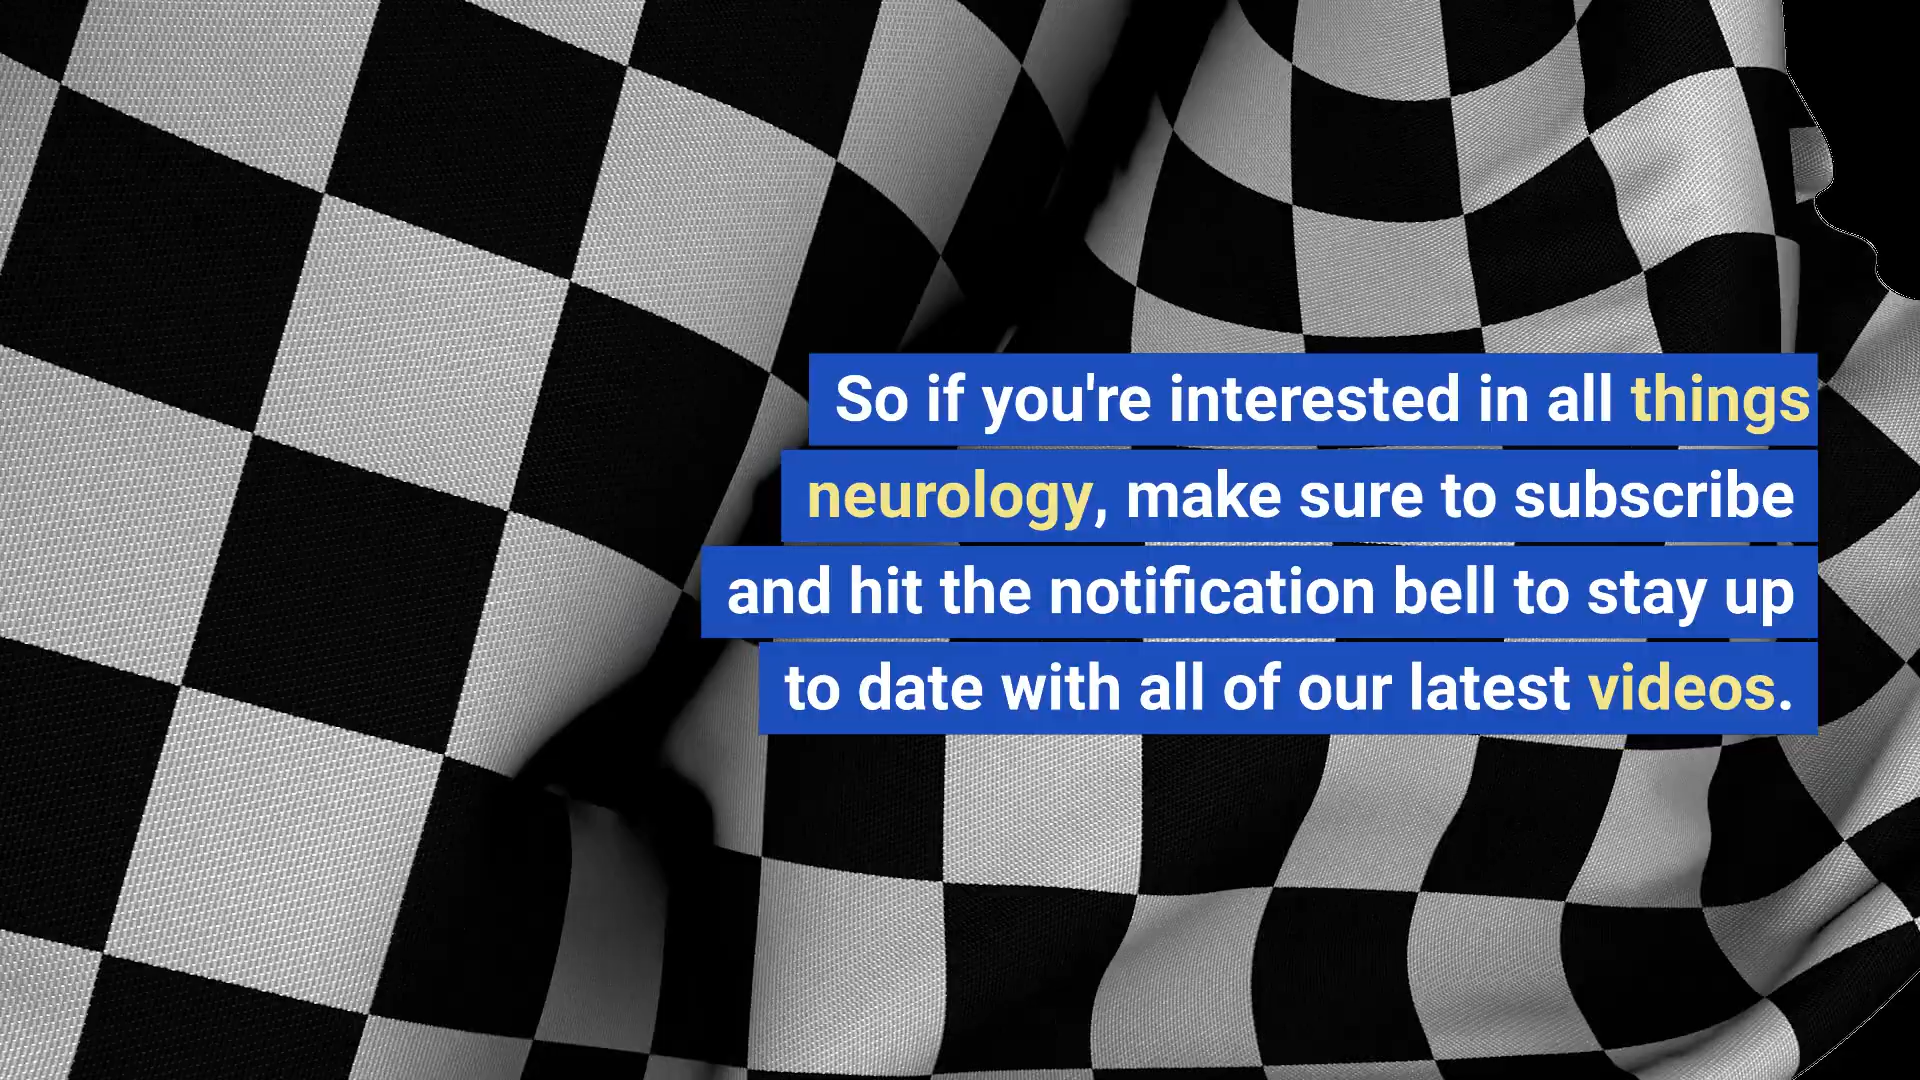 So if you're interested in all things
neurology, make sure to subscribe
and hit the notification bell to stay up
to date with all of our latest videos.